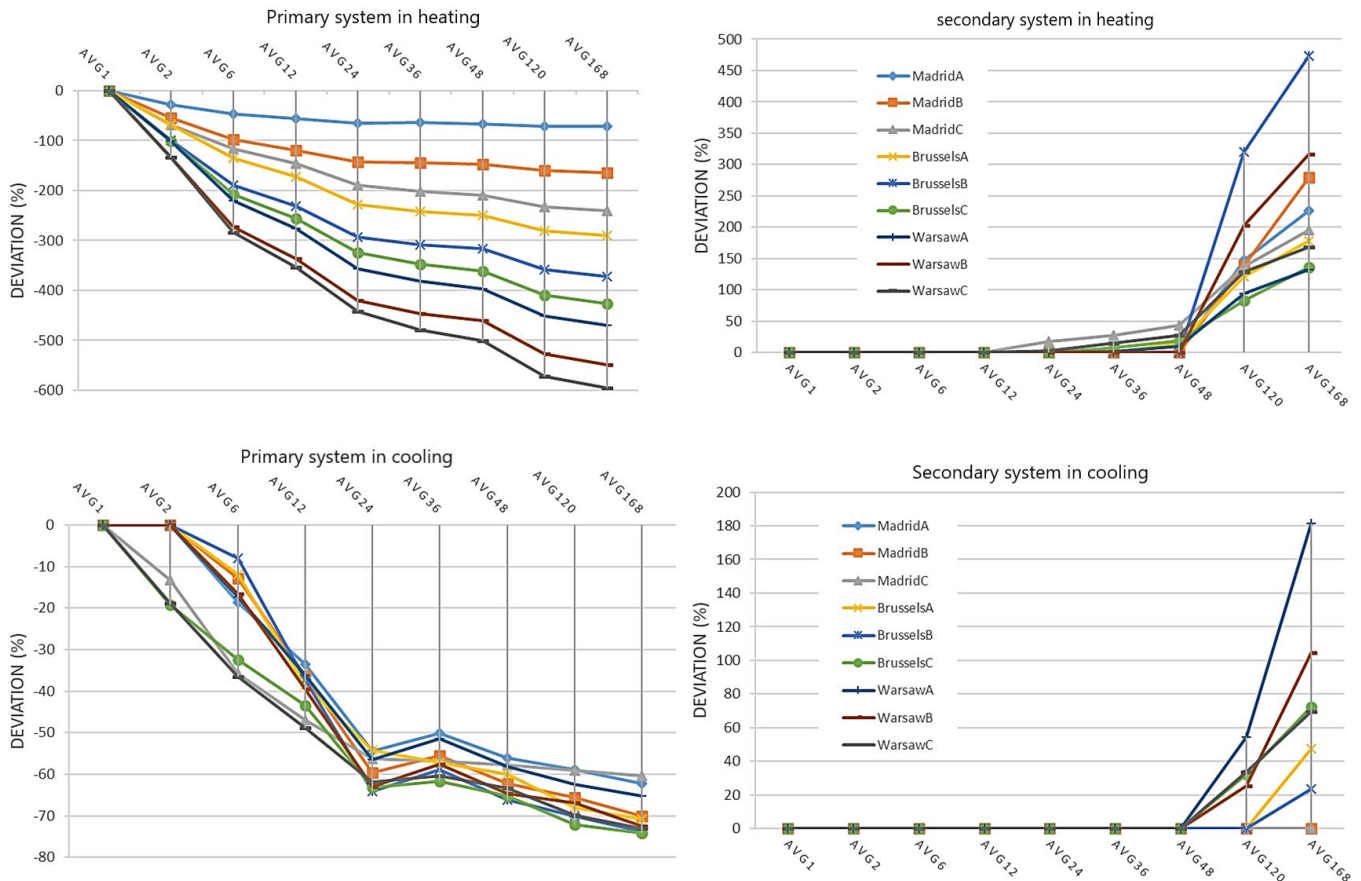 Primary system in heating
AVG1
AVG2
AVG6
AVG12
AVG24
AVG36
AVG48
AVG120
AVG168
0
-100
-200
-300
-400
-500
-600
DEVIATION (%)
secondary system in heating
500
450
400
350
300
250
200
150
100
50
0
DEVIATION (%)
MadridA
MadridB
MadridC
BrusselsA
BrusselsB
BrusselsC
WarsawA
WarsawB
WarsawC
AVG1
AVG2
AVG6
AVG12
AVG24
AVG36
AVG48
AVG120
AVG168
Primary system in cooling
AVG1
AVG2
AVG6
AVG12
AVG24
AVG36
AVG48
AVG120
AVG168
0
-10
-20
-30
-40
-50
-60
-70
-80
DEVIATION (%)
Secondary system in cooling
200
180
160
140
120
100
80
60
40
20
0
DEVIATION (%)
MadridA
MadridB
MadridC
BrusselsA
BrusselsB
BrusselsC
WarsawA
WarsawB
WarsawC
AVG1
AVG2
AVG6
AVG12
AVG24
AVG36
AVG48
AVG120
AVG168